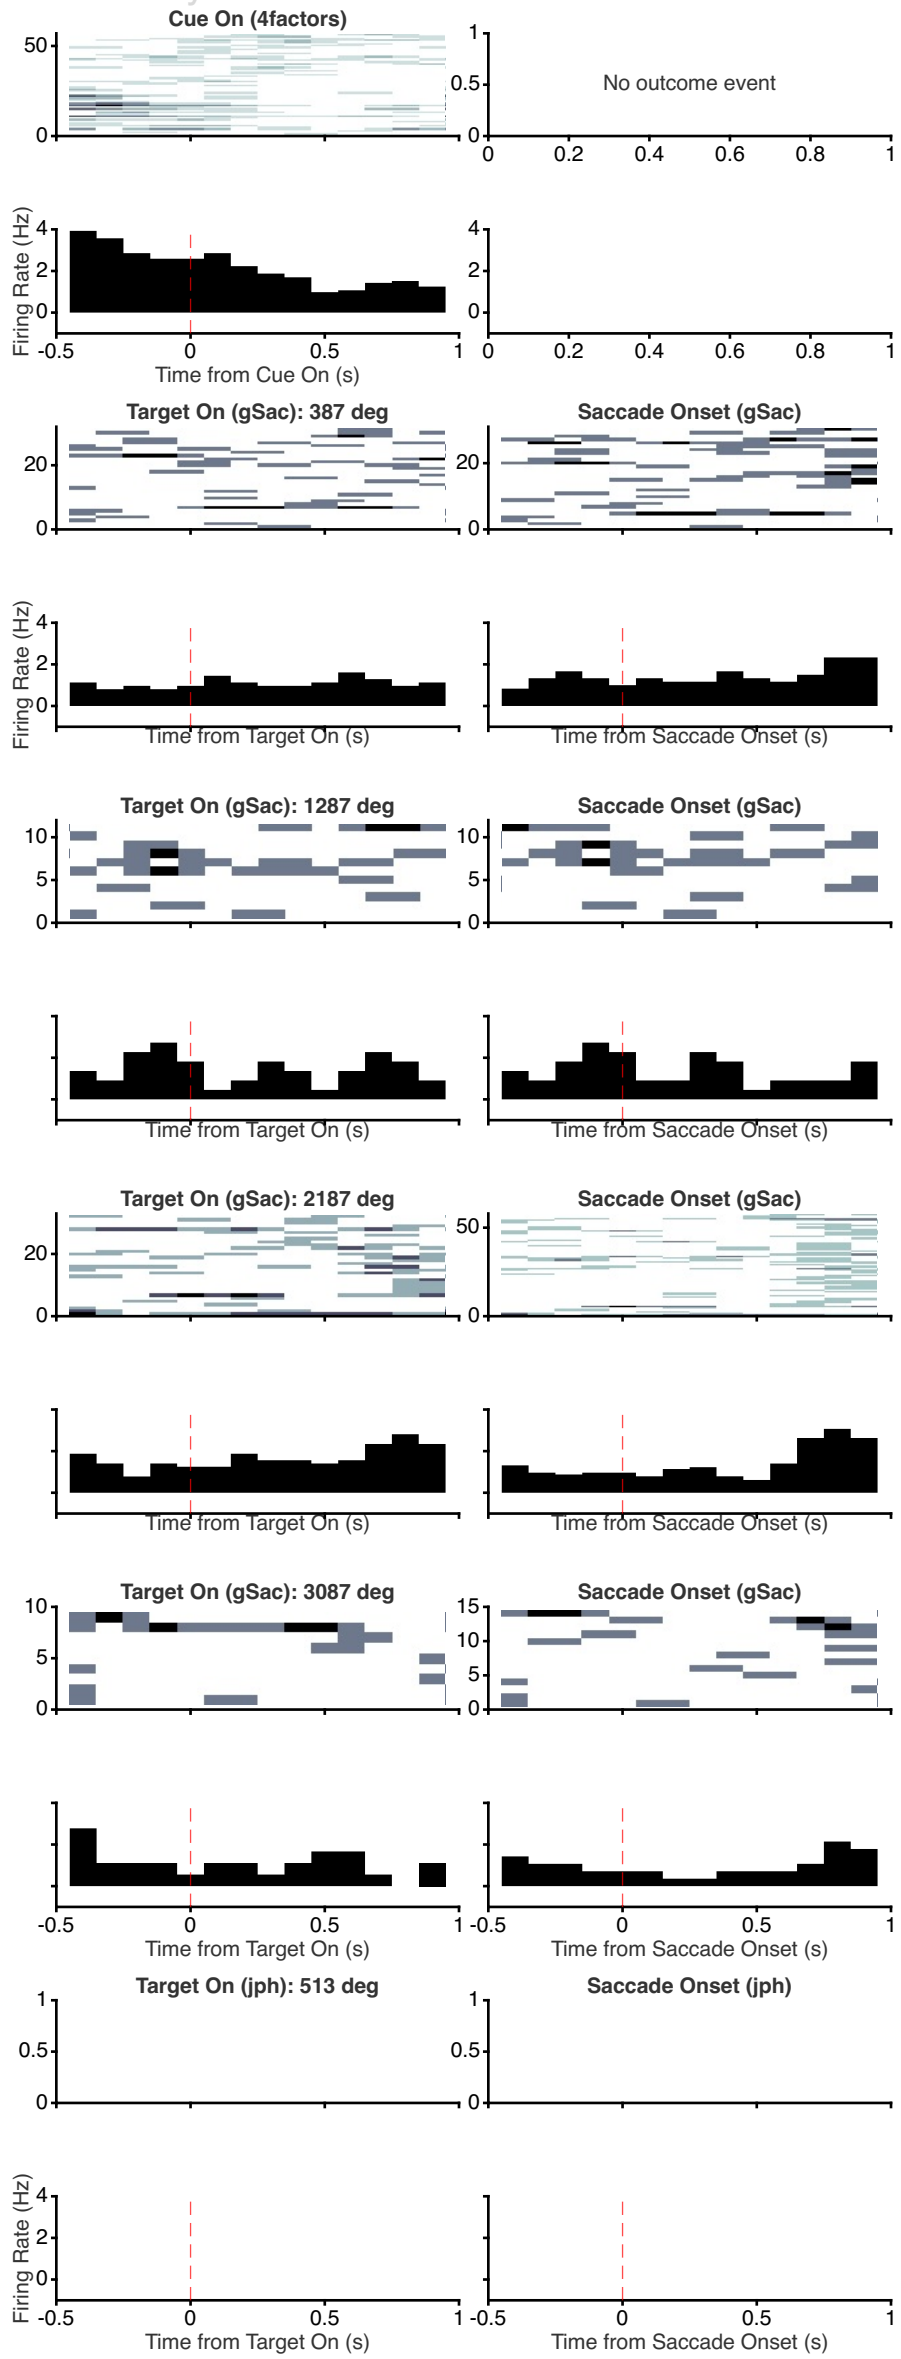 Cue On (4factors)
50
0
0
1
0.5
0
No outcome event
0 0.2 0.4 0.6 0.8 1
Firing Rate (Hz)
4
2
0
-0.5 0 0.5 1
Time from Cue On (s)
4
2
0
0 0.2 0.4 0.6 0.8 1
Target On (gSac): 387 deg
20
0
Saccade Onset (gSac)
20
0
Firing Rate (Hz)
4
2
0
Time from Target On (s)
Time from Saccade Onset (s)
Target On (gSac): 1287 deg
10
5
0
Saccade Onset (gSac)
10
5
0
Time from Target On (s)
Time from Saccade Onset (s)
Target On (gSac): 2187 deg
20
0
Saccade Onset (gSac)
50
0
Time from Target On (s)
Time from Saccade Onset (s)
Target On (gSac): 3087 deg
10
5
0
Saccade Onset (gSac)
15
10
5
0
-0.5 0 0.5 1
Time from Target On (s)
-0.5 0 0.5 1
Time from Saccade Onset (s)
Target On (jph): 513 deg
1
0.5
0
Saccade Onset (jph)
1
0.5
0
Firing Rate (Hz)
4
2
0
-0.5 0 0.5 1
Time from Target On (s)
-0.5 0 0.5 1
Time from Saccade Onset (s)